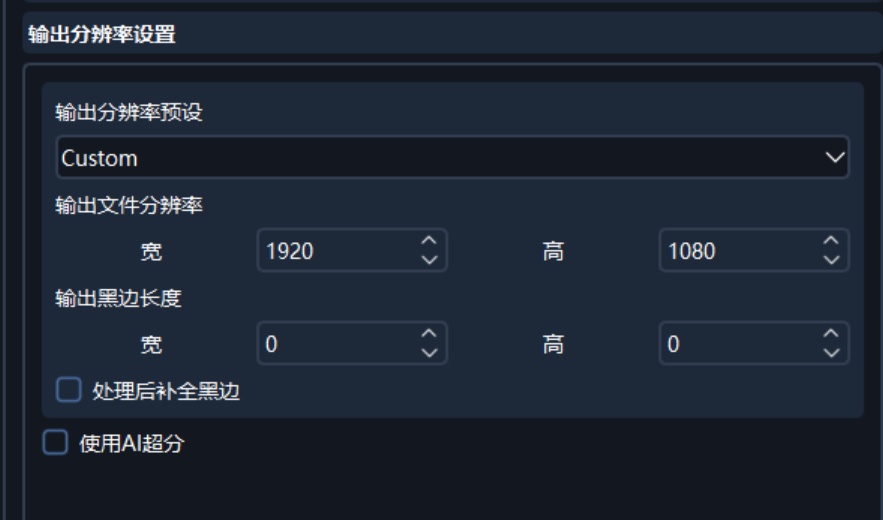 输出分辨率设置
输出分辨率预设
Custom
输出文件分辨率
宽 1920 高 1080
输出黑边长度
宽 0 高 0
处理后补全黑边
使用AI超分